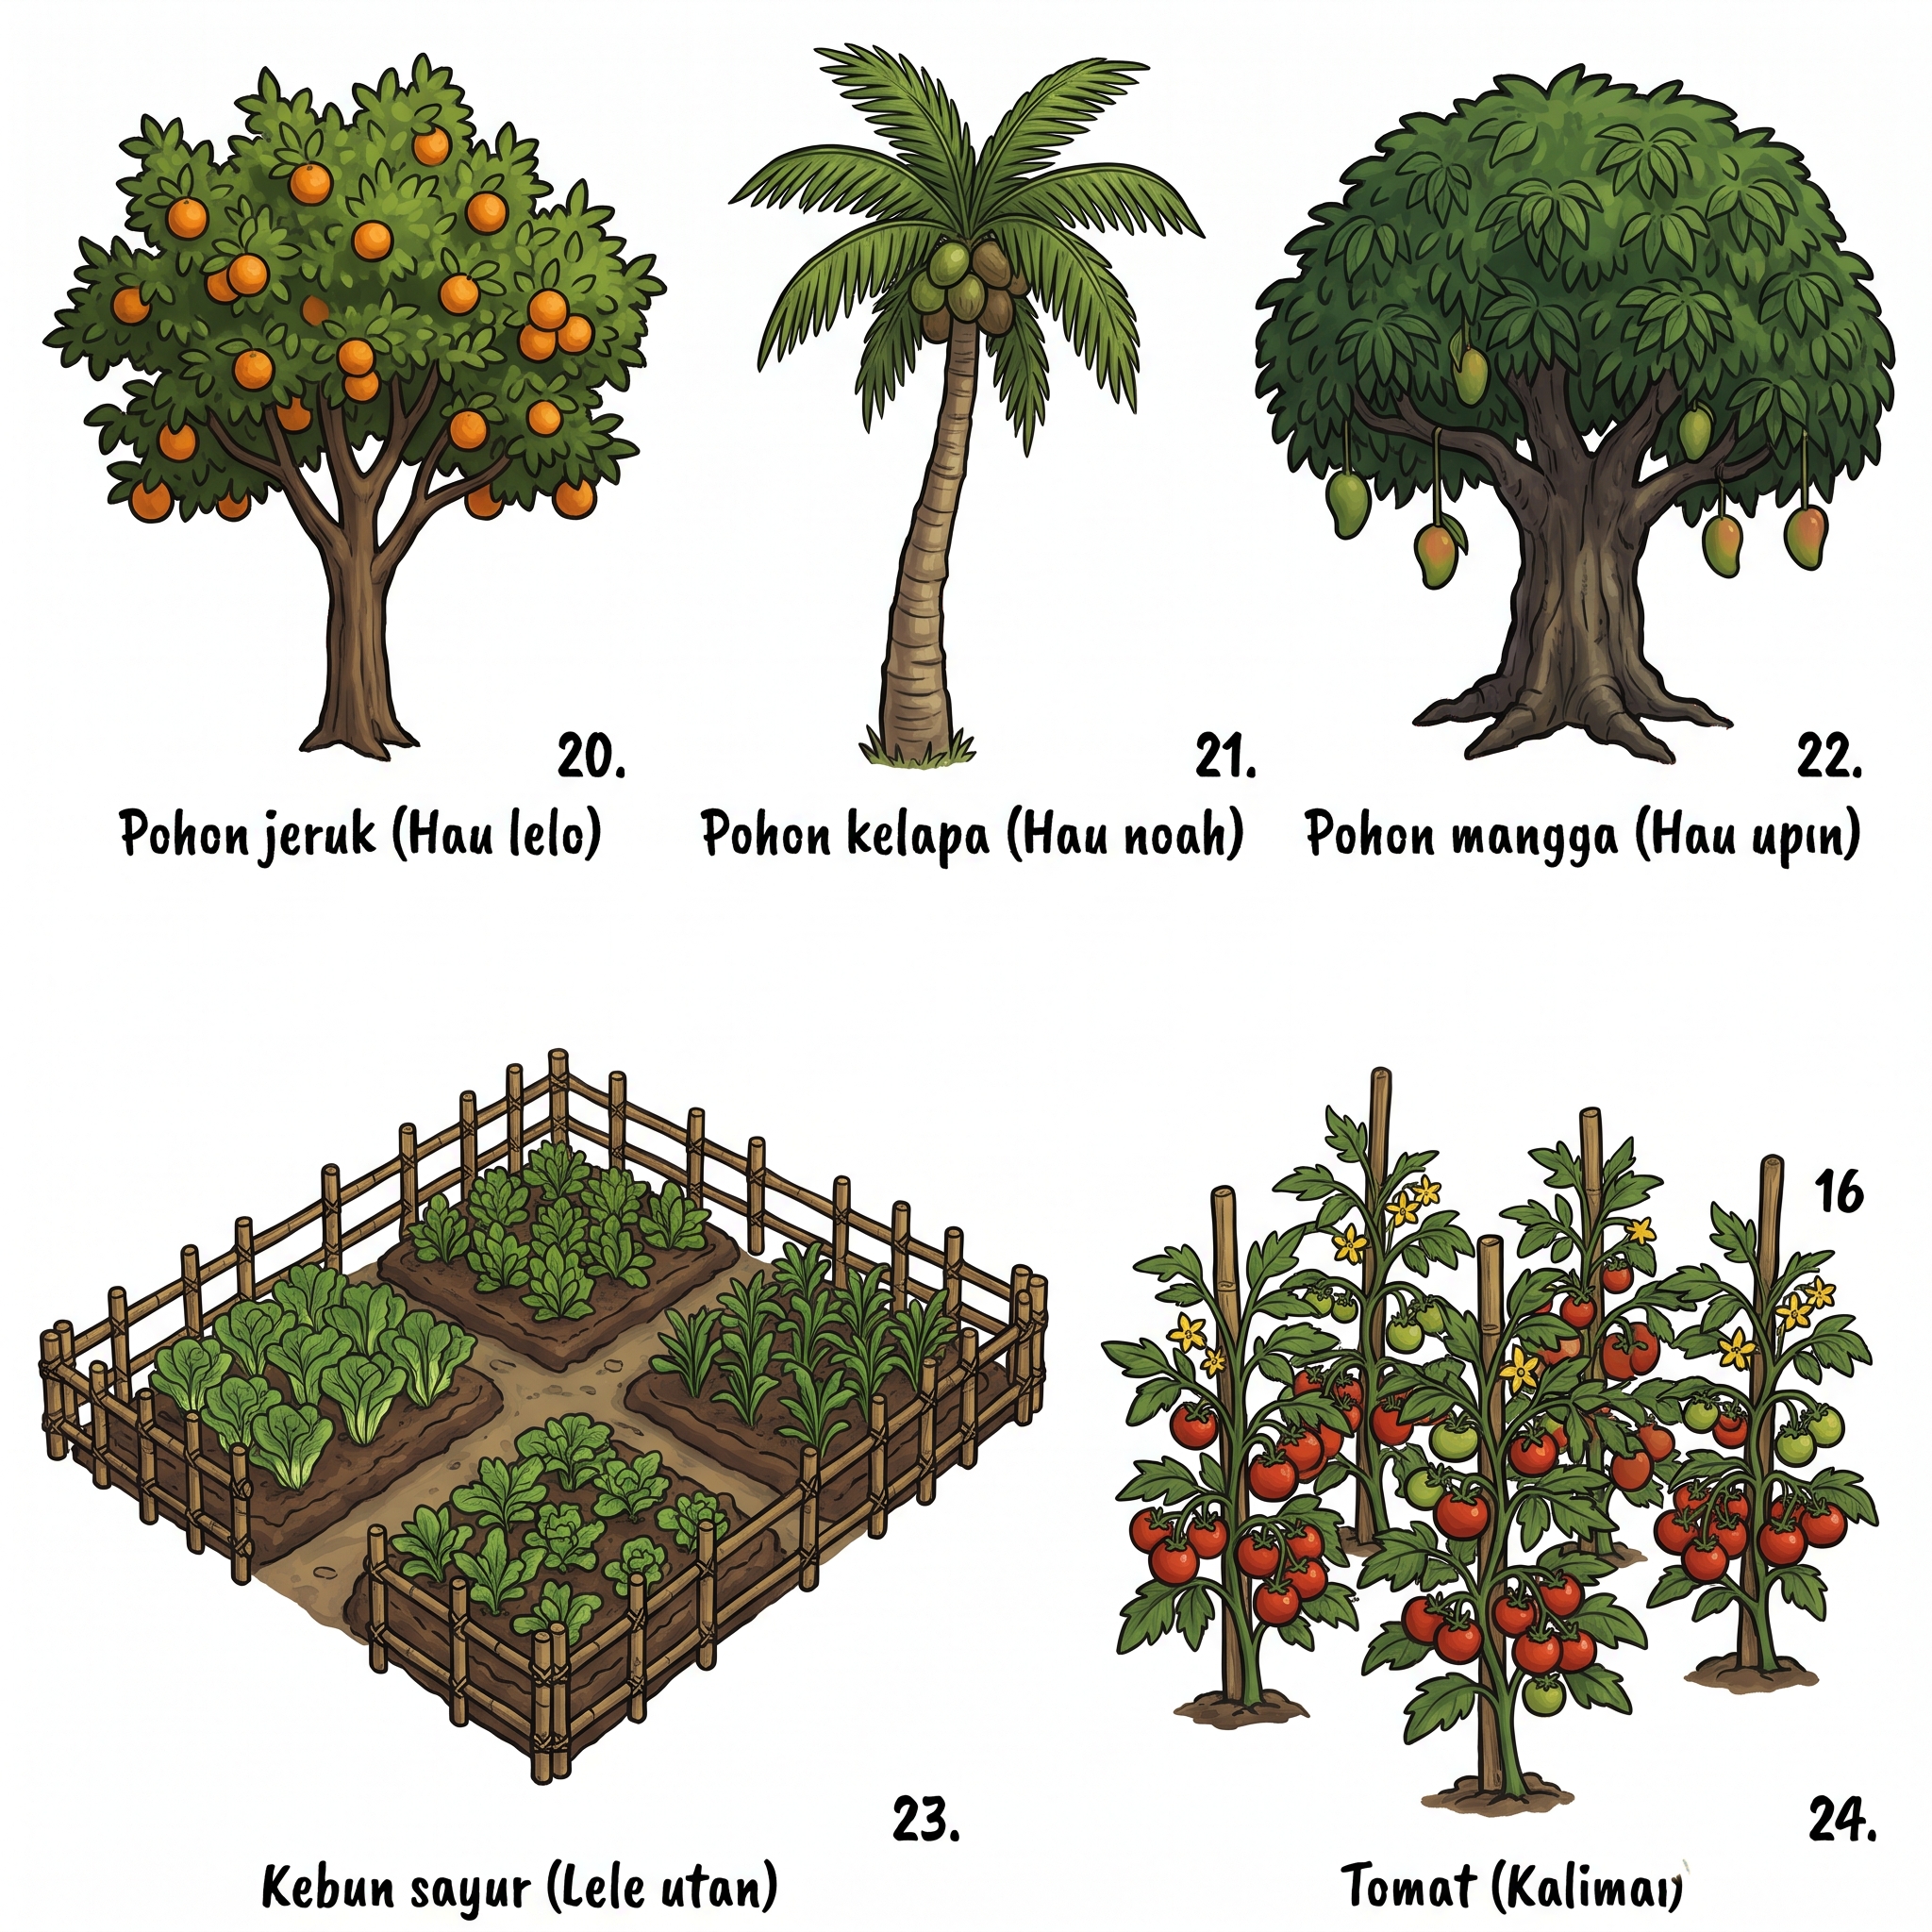 20.
Pohon jeruk (Hau lelo)
21.
Pohon kelapa (Hau noah)
22.
Pohon mangga (Hau upın)
16
23.
Kebun sayur (Lele utan)
24.
Tomat